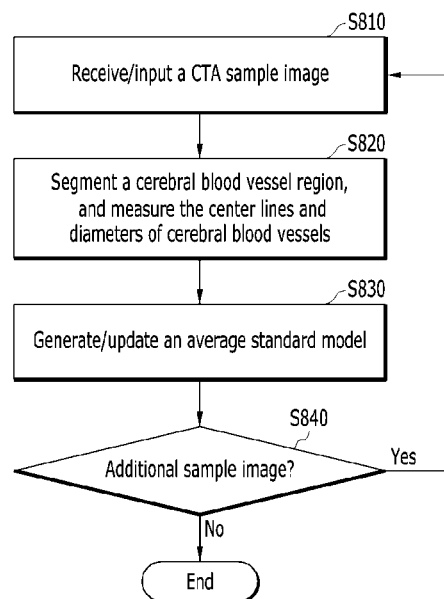 S810
Receive/input a CTA sample image
S820
Segment a cerebral blood vessel region,
and measure the center lines and
diameters of cerebral blood vessels
S830
Generate/update an average standard model
S840
Additional sample image?
Yes
No
End